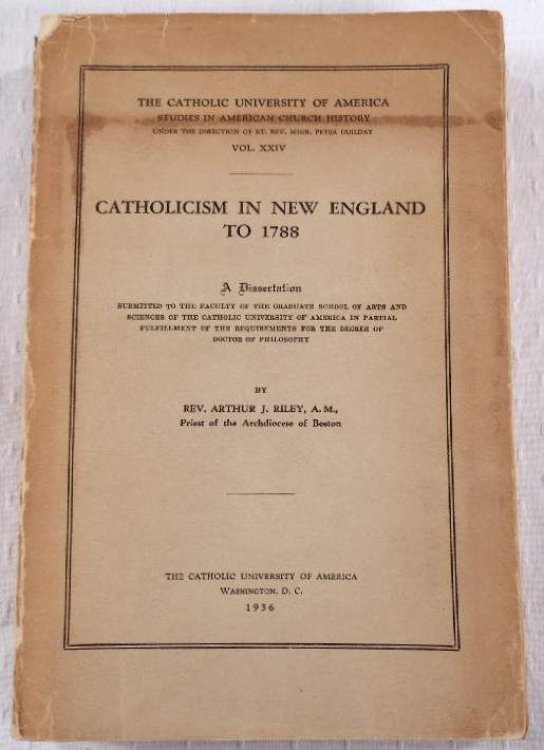 THE CATHOLIC UNIVERSITY OF AMERICA
STUDIES IN AMERICAN CHURCH HISTORY
UNDER THE DIRECTION OF RT. REV. MSGR. PETER GUILDAY
VOL. XXIV
CATHOLICISM IN NEW ENGLAND
TO 1788
A Dissertation
SUBMITTED TO THE FACULTY OF THE GRADUATE SCHOOL OF ARTS AND
SCIENCES OF THE CATHOLIC UNIVERSITY OF AMERICA IN PARTIAL
FULFILLMENT OF THE REQUIREMENTS FOR THE DEGREE OF
DOCTOR OF PHILOSOPHY
BY
REV. ARTHUR J. RILEY, A.M.,
Priest of the Archdiocese of Boston
THE CATHOLIC UNIVERSITY OF AMERICA
WASHINGTON, D. C.
1936